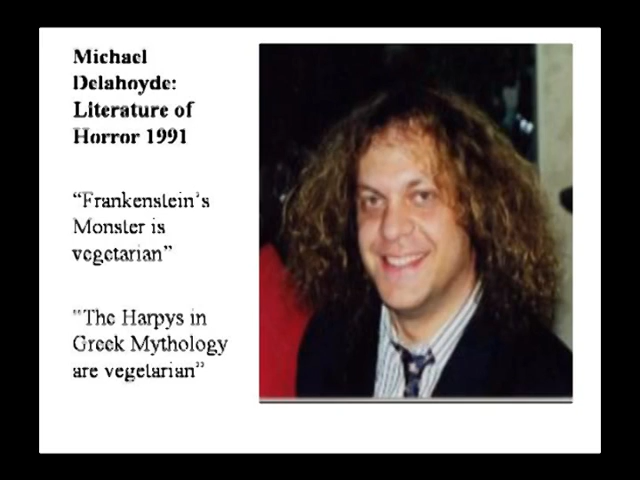 Michael
Delahoyde:
Literature of
Horror 1991
“Frankenstein’s
Monster is
vegetarian”
“The Harpys in
Greek Mythology
are vegetarian”